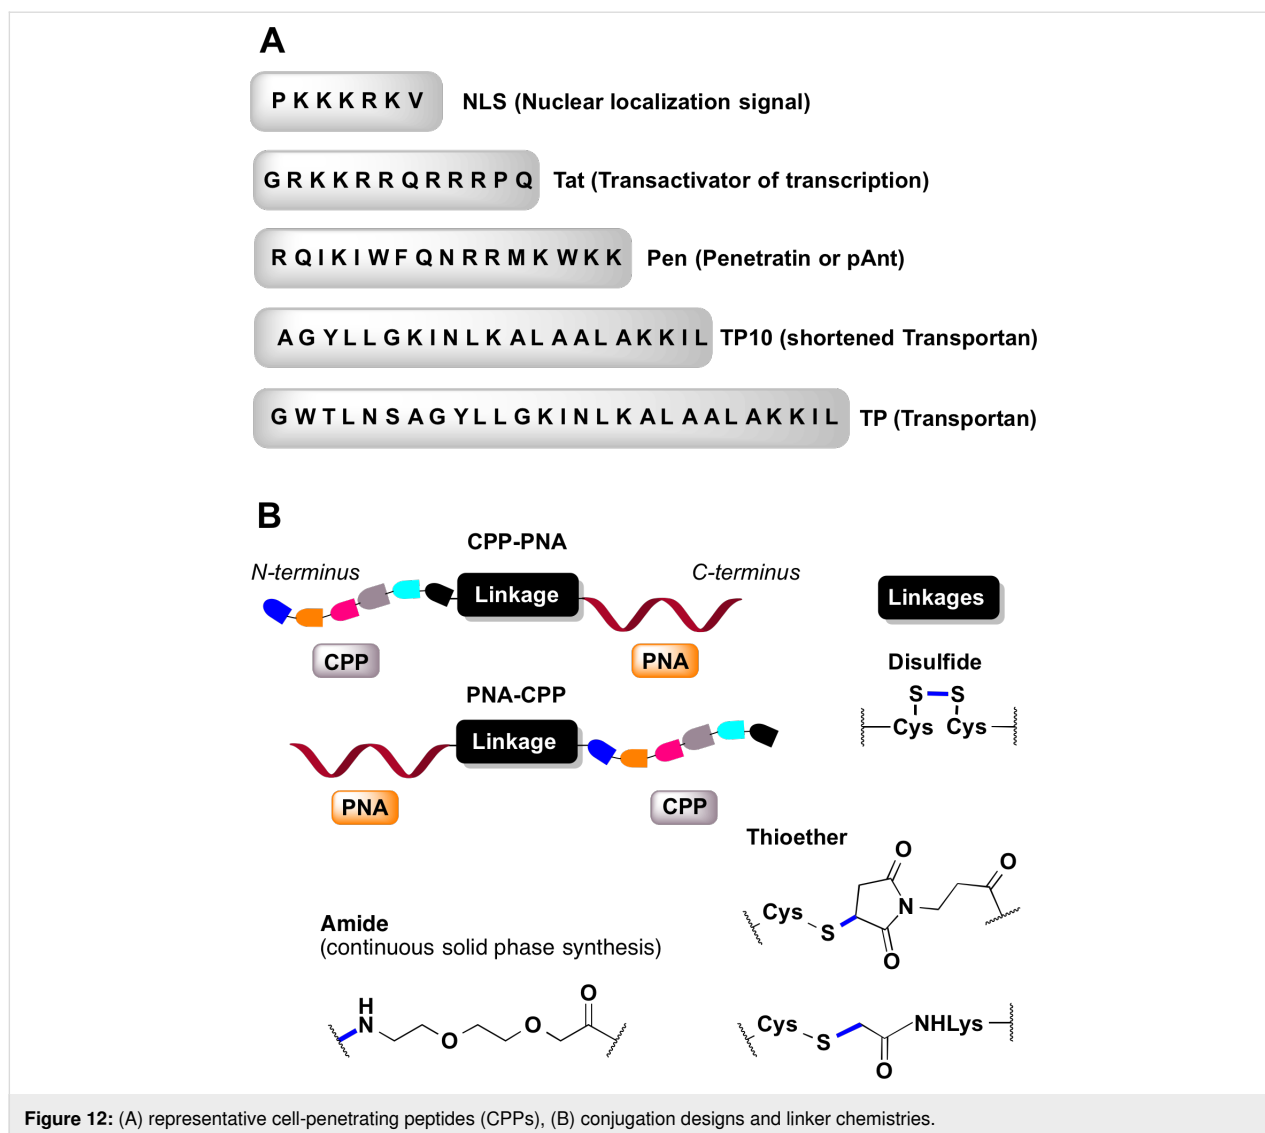 A
P K K K R K V NLS (Nuclear localization signal)
G R K K R R Q R R R P Q Tat (Transactivator of transcription)
R Q I K I W F Q N R R M K W K K Pen (Penetratin or pAnt)
A G Y L L G K I N L K A L A A L A K K I L TP10 (shortened Transportan)
G W T L N S A G Y L L G K I N L K A L A A L A K K I L TP (Transportan)
B
CPP-PNA
N-terminus C-terminus
Linkage
CPP PNA
PNA-CPP
Linkage
PNA CPP
Linkages
Disulfide
S S
Cys Cys
Thioether
O
O
Cys
N
S
O
Amide
(continuous solid phase synthesis)
H
N
O
O
O
Cys
NHLys
S
O
Figure 12: (A) representative cell-penetrating peptides (CPPs), (B) conjugation designs and linker chemistries.